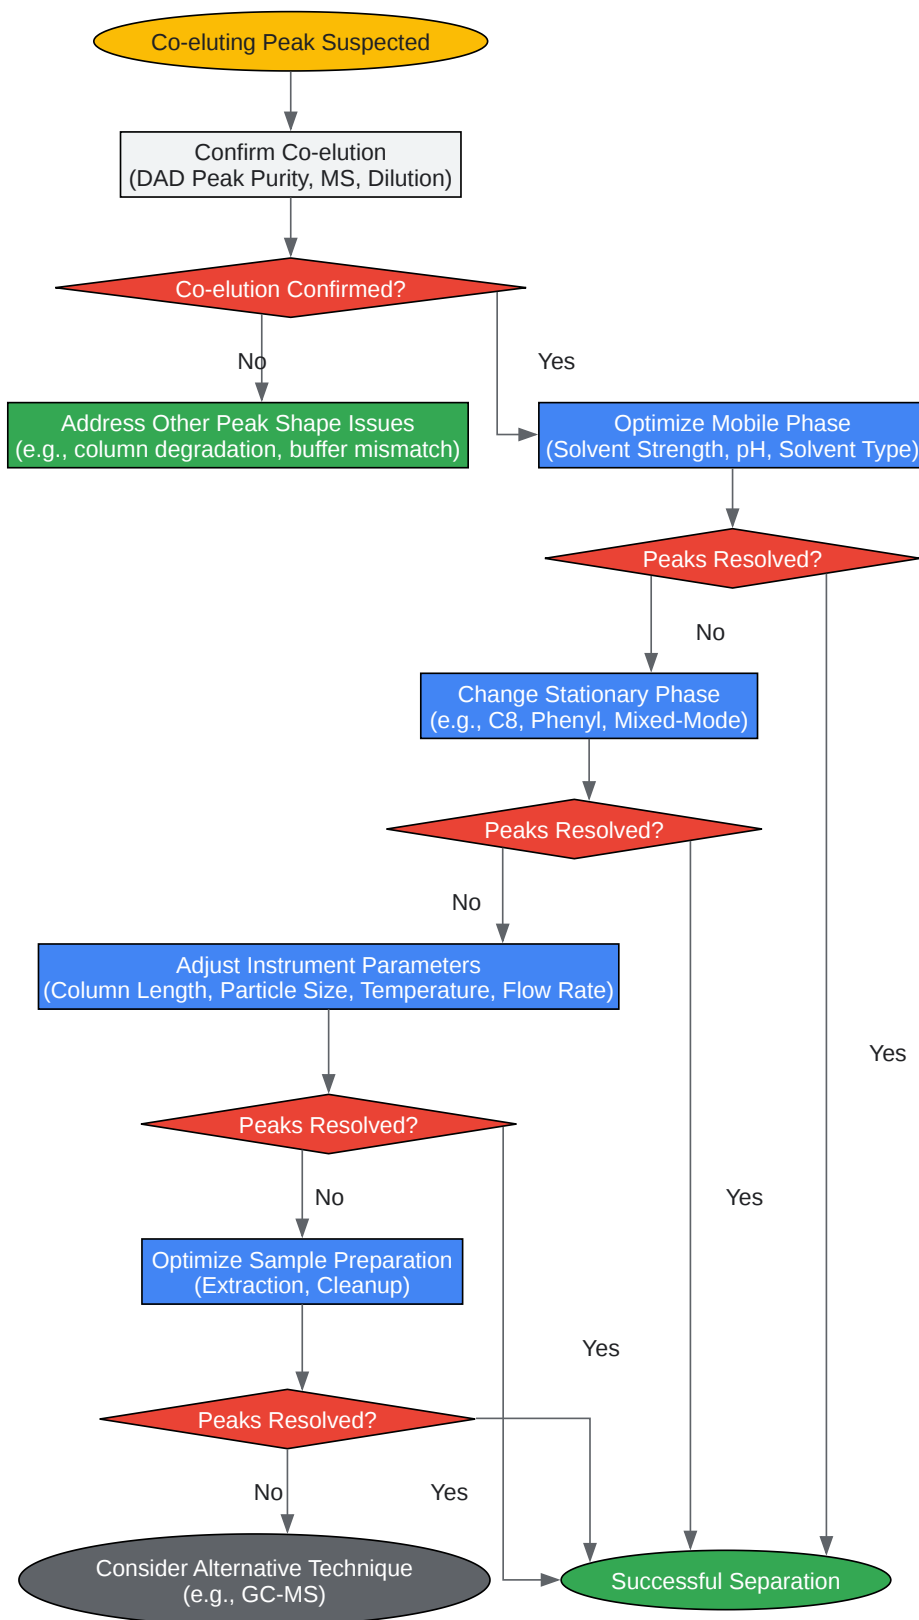 Co-eluting Peak Suspected
Confirm Co-elution
(DAD Peak Purity, MS, Dilution)
Co-elution Confirmed?
No
Yes
Address Other Peak Shape Issues
(e.g., column degradation, buffer mismatch)
Optimize Mobile Phase
(Solvent Strength, pH, Solvent Type)
Peaks Resolved?
No
Change Stationary Phase
(e.g., C8, Phenyl, Mixed-Mode)
Peaks Resolved?
No
Adjust Instrument Parameters
(Column Length, Particle Size, Temperature, Flow Rate)
Yes
Peaks Resolved?
No
Yes
Optimize Sample Preparation
(Extraction, Cleanup)
Yes
Peaks Resolved?
No
Yes
Consider Alternative Technique
(e.g., GC-MS)
Successful Separation